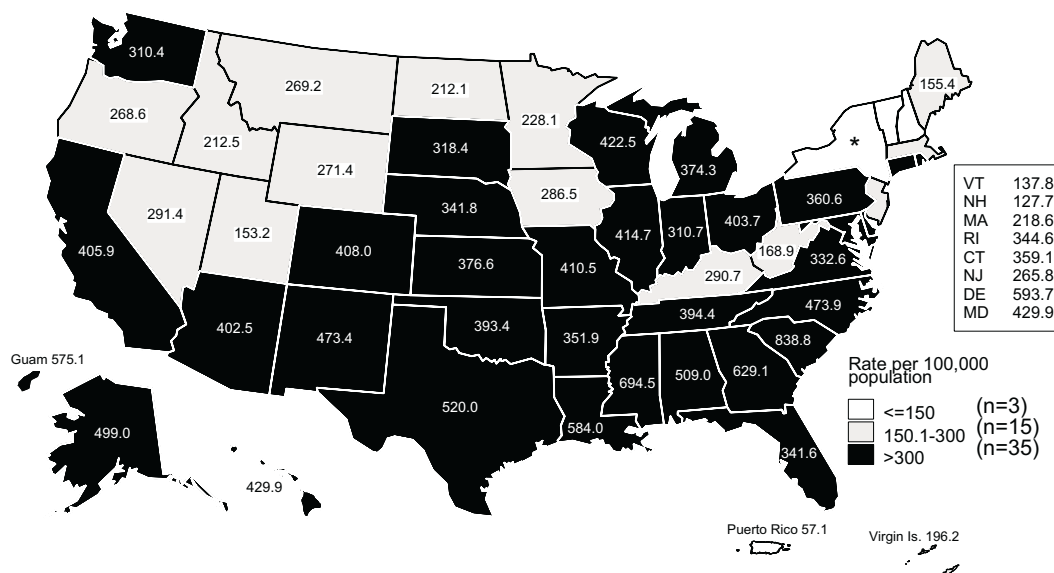 310.4
269.2
212.1
155.4
268.6
228.1
212.5
*
318.4
422.5
374.3
271.4
286.5
VT 137.8
NH 127.7
MA 218.6
RI 344.6
CT 359.1
NJ 265.8
DE 593.7
MD 429.9
341.8
360.6
291.4
403.7
153.2
414.7
310.7
405.9
408.0
168.9
332.6
376.6
410.5
290.7
473.9
402.5
394.4
393.4
473.4
351.9
838.8
Guam 575.1
Rate per 100,000
population
694.5
509.0
629.1
<=150 (n=3)
150.1-300 (n=15)
>300 (n=35)
520.0
499.0
584.0
341.6
429.9
Puerto Rico 57.1
Virgin Is. 196.2